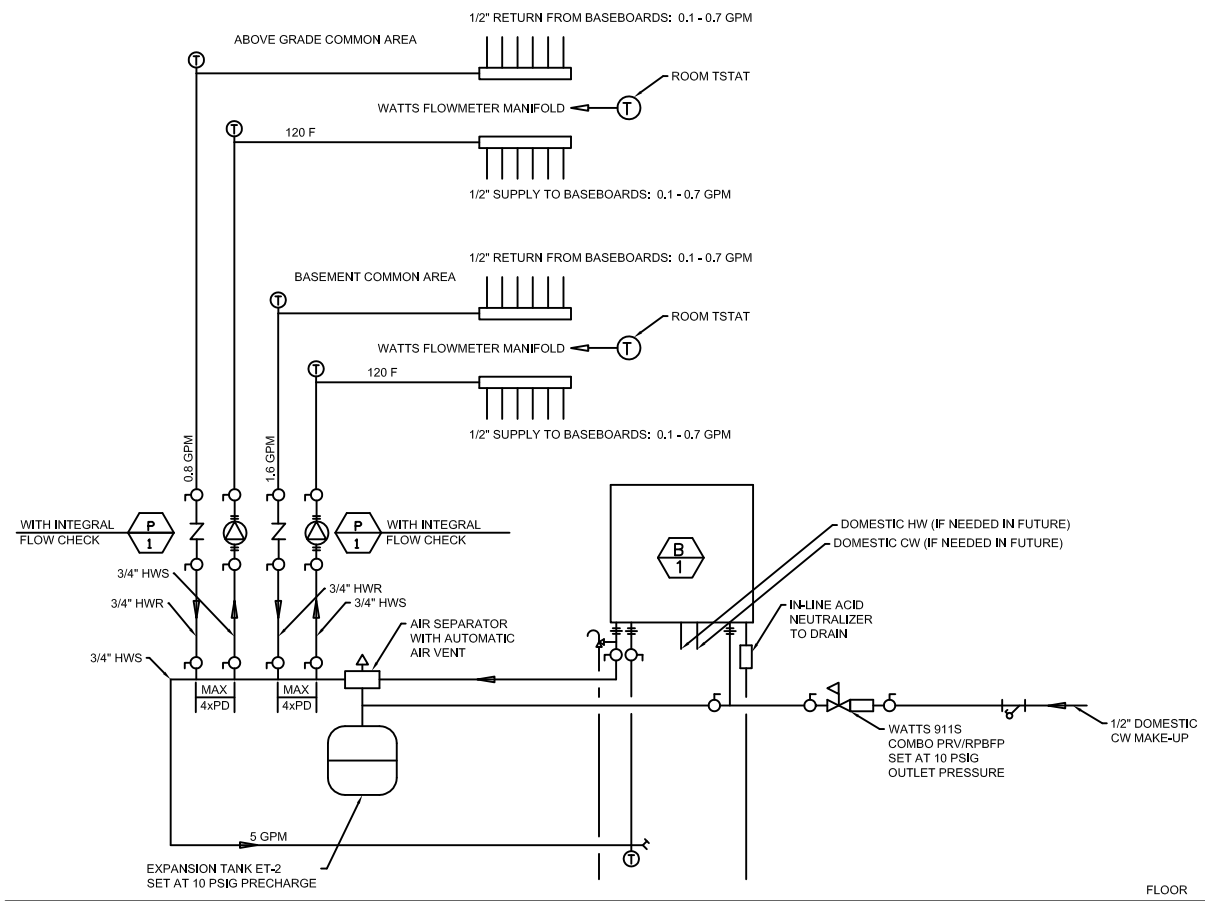 1/2" RETURN FROM BASEBOARDS: 0.1 - 0.7 GPM
ABOVE GRADE COMMON AREA
T
ROOM TSTAT
WATTS FLOWMETER MANIFOLD
T
T
120 F
1/2" SUPPLY TO BASEBOARDS: 0.1 - 0.7 GPM
1/2" RETURN FROM BASEBOARDS: 0.1 - 0.7 GPM
BASEMENT COMMON AREA
T
ROOM TSTAT
WATTS FLOWMETER MANIFOLD
T
T
120 F
1/2" SUPPLY TO BASEBOARDS: 0.1 - 0.7 GPM
0.8 GPM
1.6 GPM
WITH INTEGRAL
FLOW CHECK
P
1
P
1
WITH INTEGRAL
FLOW CHECK
B
1
DOMESTIC HW (IF NEEDED IN FUTURE)
DOMESTIC CW (IF NEEDED IN FUTURE)
3/4" HWS
3/4" HWR
3/4" HWR
3/4" HWS
IN-LINE ACID
NEUTRALIZER
TO DRAIN
AIR SEPARATOR
WITH AUTOMATIC
AIR VENT
3/4" HWS
MAX
4xPD
MAX
4xPD
1/2" DOMESTIC
CW MAKE-UP
WATTS 911S
COMBO PRV/RPBFP
SET AT 10 PSIG
OUTLET PRESSURE
5 GPM
T
EXPANSION TANK ET-2
SET AT 10 PSIG PRECHARGE
FLOOR